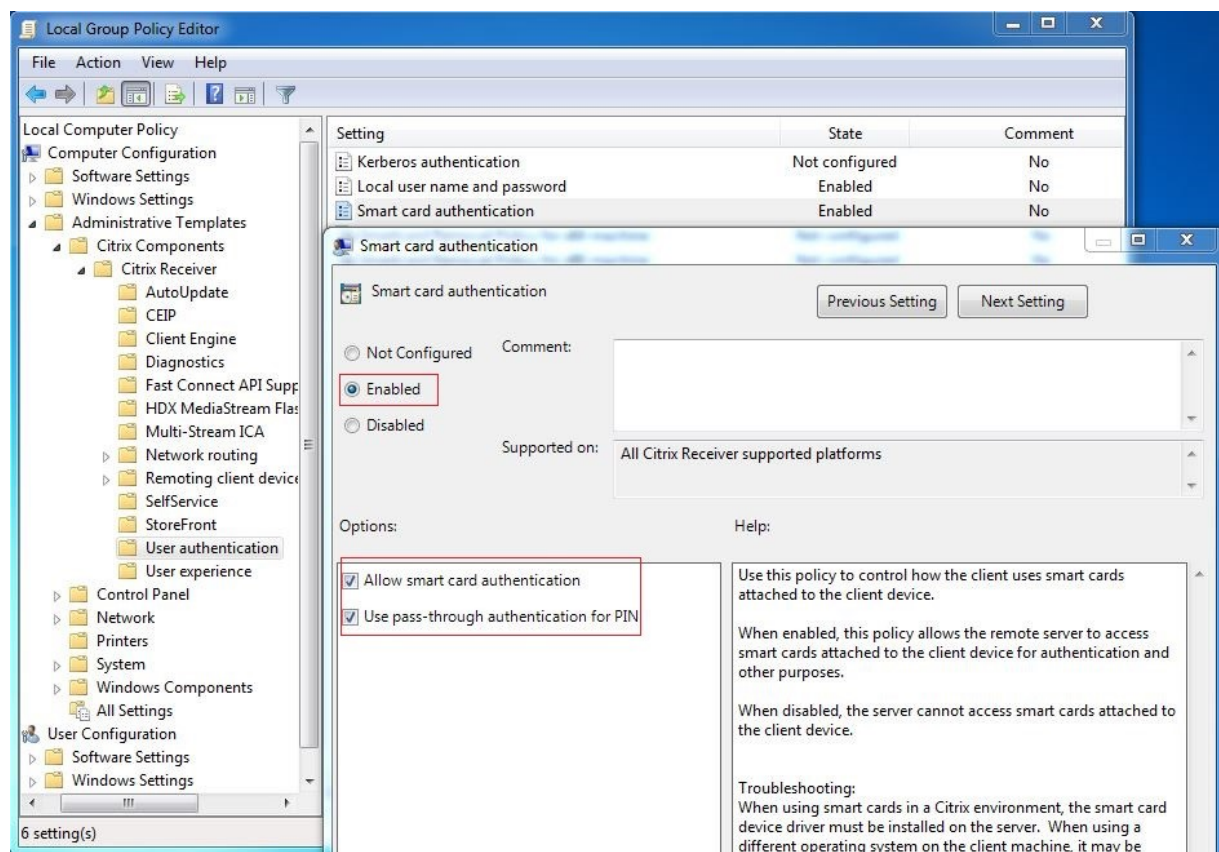 Local Group Policy Editor
File Action View Help
Local Computer Policy
Computer Configuration
Software Settings
Windows Settings
Administrative Templates
Citrix Components
Citrix Receiver
AutoUpdate
CEIP
Client Engine
Diagnostics
Fast Connect API Supp
HDX MediaStream Flas
Multi-Stream ICA
Network routing
Remoting client device
SelfService
StoreFront
User authentication
User experience
Control Panel
Network
Printers
System
Windows Components
All Settings
User Configuration
Software Settings
Windows Settings
6 setting(s)
Setting State Comment
Kerberos authentication Not configured No
Local user name and password Enabled No
Smart card authentication Enabled No
Smart card authentication
Smart card authentication
Previous Setting Next Setting
Not Configured
Enabled
Disabled
Comment:
Supported on: All Citrix Receiver supported platforms
Options:
Allow smart card authentication
Use pass-through authentication for PIN
Help:
Use this policy to control how the client uses smart cards
attached to the client device.
When enabled, this policy allows the remote server to access
smart cards attached to the client device for authentication and
other purposes.
When disabled, the server cannot access smart cards attached to
the client device.
Troubleshooting:
When using smart cards in a Citrix environment, the smart card
device driver must be installed on the server. When using a
different operating system on the client machine, it may be